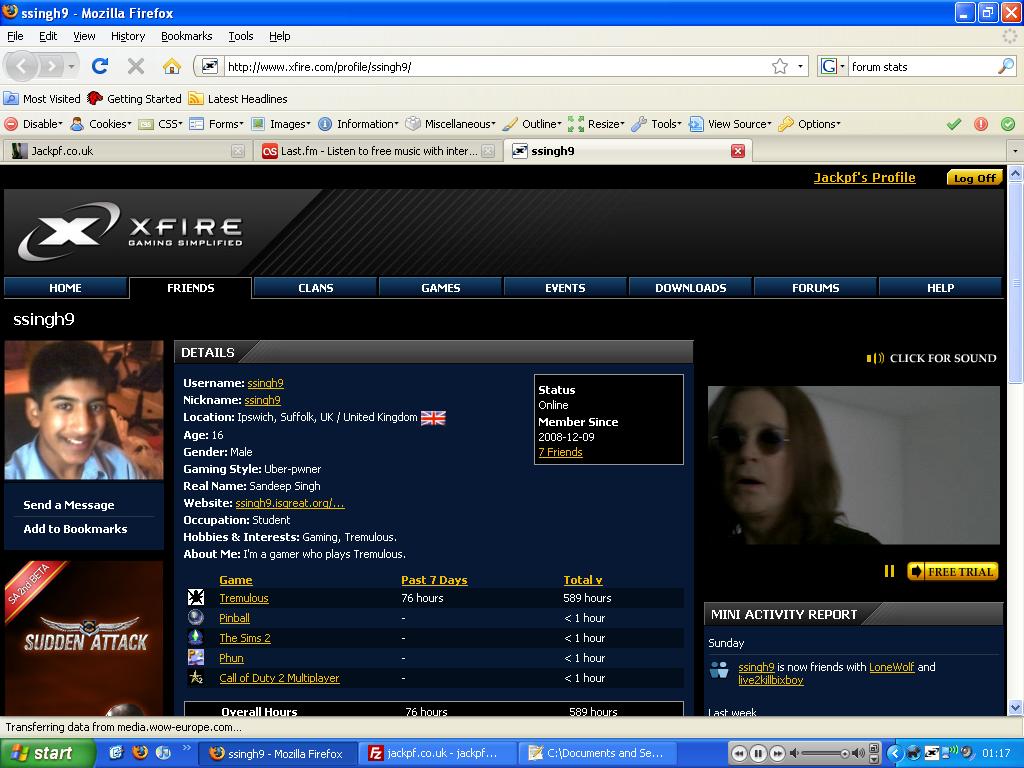 ssingh9 - Mozilla Firefox
File Edit View History Bookmarks Tools Help
http://www.xfire.com/profile/ssingh9/
G forum stats
Most Visited Getting Started Latest Headlines
Disable Cookies CSS Forms Images Information Miscellaneous Outline Resize Tools View Source Options
Jackpf.co.uk
Last.fm - Listen to free music with inter...
ssingh9
Jackpf's Profile Log Off
XFIRE
GAMING SIMPLIFIED
HOME FRIENDS CLANS GAMES EVENTS DOWNLOADS FORUMS HELP
ssingh9
Send a Message
Add to Bookmarks
SA 2nd BETA
SUDDEN ATTACK
DETAILS
Username: ssingh9
Nickname: ssingh9
Location: Ipswich, Suffolk, UK / United Kingdom
Age: 16
Gender: Male
Gaming Style: Uber-pwner
Real Name: Sandeep Singh
Website: ssingh9.isgreat.org/...
Occupation: Student
Hobbies & Interests: Gaming, Tremulous.
About Me: I'm a gamer who plays Tremulous.
Status
Online
Member Since
2008-12-09
7 Friends
Game Past 7 Days Total v
Tremulous 76 hours 589 hours
Pinball - < 1 hour
The Sims 2 - < 1 hour
Phun - < 1 hour
Call of Duty 2 Multiplayer - < 1 hour
Overall Hours 76 hours 589 hours
CLICK FOR SOUND
FREE TRIAL
MINI ACTIVITY REPORT
Sunday
ssingh9 is now friends with LoneWolf and
live2killbixboy
Last week
Transferring data from media.wow-europe.com...
start
ssingh9 - Mozilla Firefox
jackpf.co.uk - jackpf...
C:\Documents and Se...
01:17